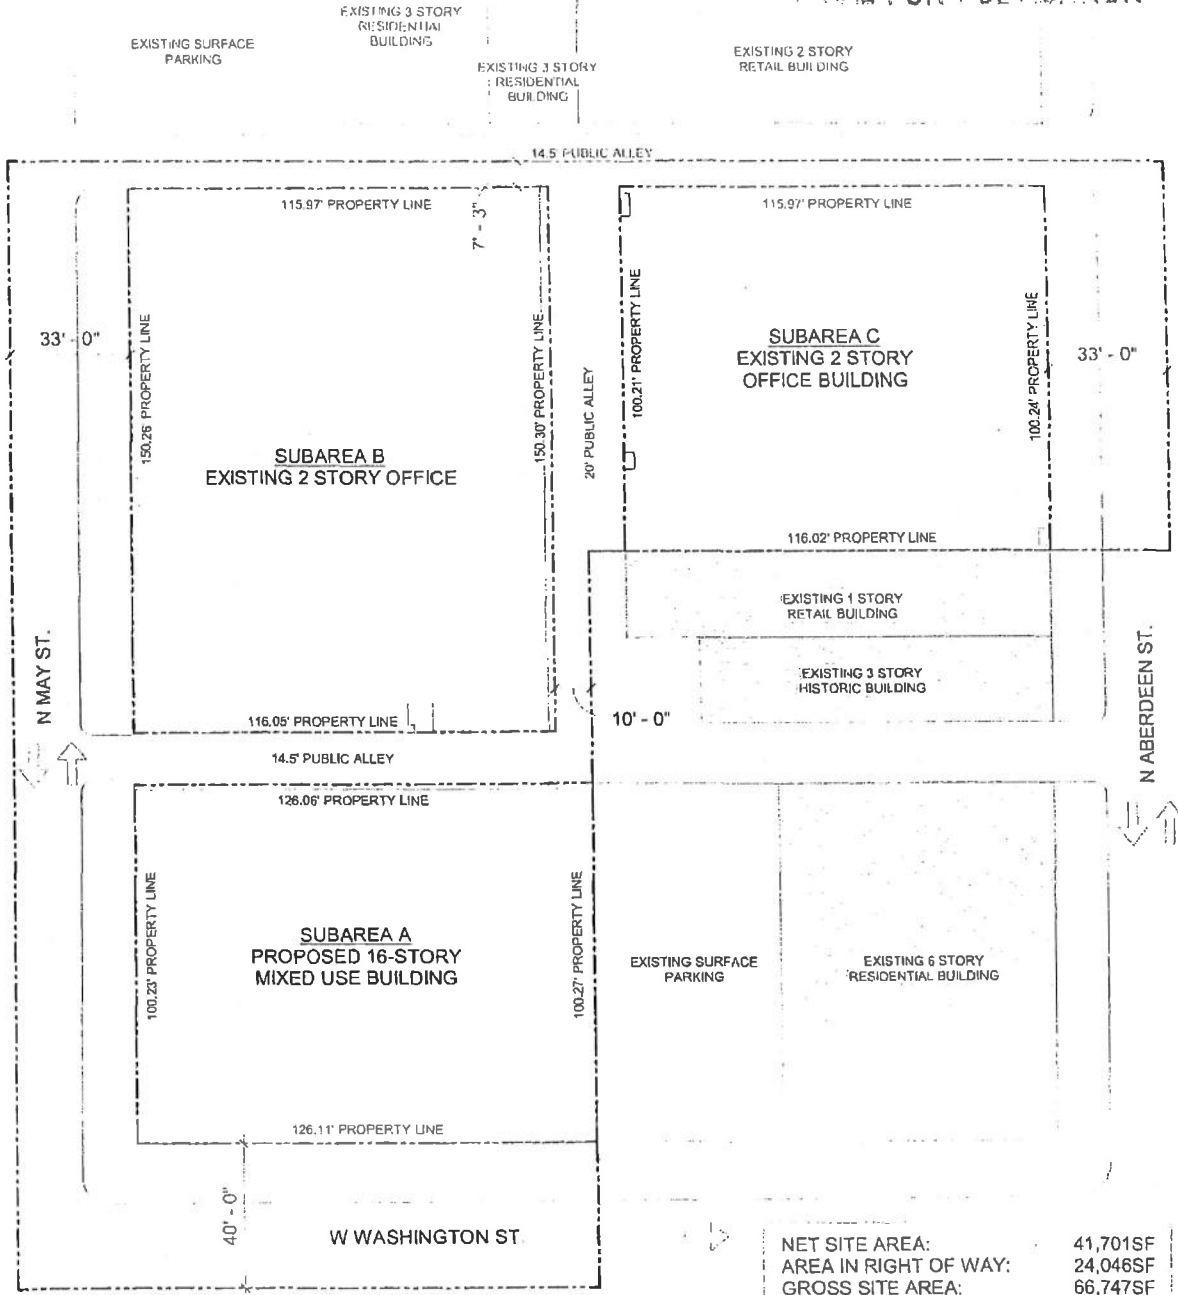 EXISTING 3 STORY
RESIDENTIAL
BUILDING
EXISTING SURFACE
PARKING
EXISTING 3 STORY
RESIDENTIAL
BUILDING
EXISTING 2 STORY
RETAIL BUILDING
14.5' PUBLIC ALLEY
115.97' PROPERTY LINE
7' - 3"
115.97' PROPERTY LINE
33' - 0"
150.26' PROPERTY LINE
SUBAREA B
EXISTING 2 STORY OFFICE
150.30' PROPERTY LINE
20' PUBLIC ALLEY
100.21' PROPERTY LINE
SUBAREA C
EXISTING 2 STORY
OFFICE BUILDING
100.24' PROPERTY LINE
33' - 0"
116.02' PROPERTY LINE
EXISTING 1 STORY
RETAIL BUILDING
EXISTING 3 STORY
HISTORIC BUILDING
N MAY ST.
N ABERDEEN ST.
116.05' PROPERTY LINE
10' - 0"
14.5' PUBLIC ALLEY
126.06' PROPERTY LINE
100.23' PROPERTY LINE
SUBAREA A
PROPOSED 16-STORY
MIXED USE BUILDING
100.27' PROPERTY LINE
EXISTING SURFACE
PARKING
EXISTING 6 STORY
RESIDENTIAL BUILDING
126.11' PROPERTY LINE
40' - 0"
W WASHINGTON ST.
NET SITE AREA: 41,701SF
AREA IN RIGHT OF WAY: 24,046SF
GROSS SITE AREA: 66,747SF